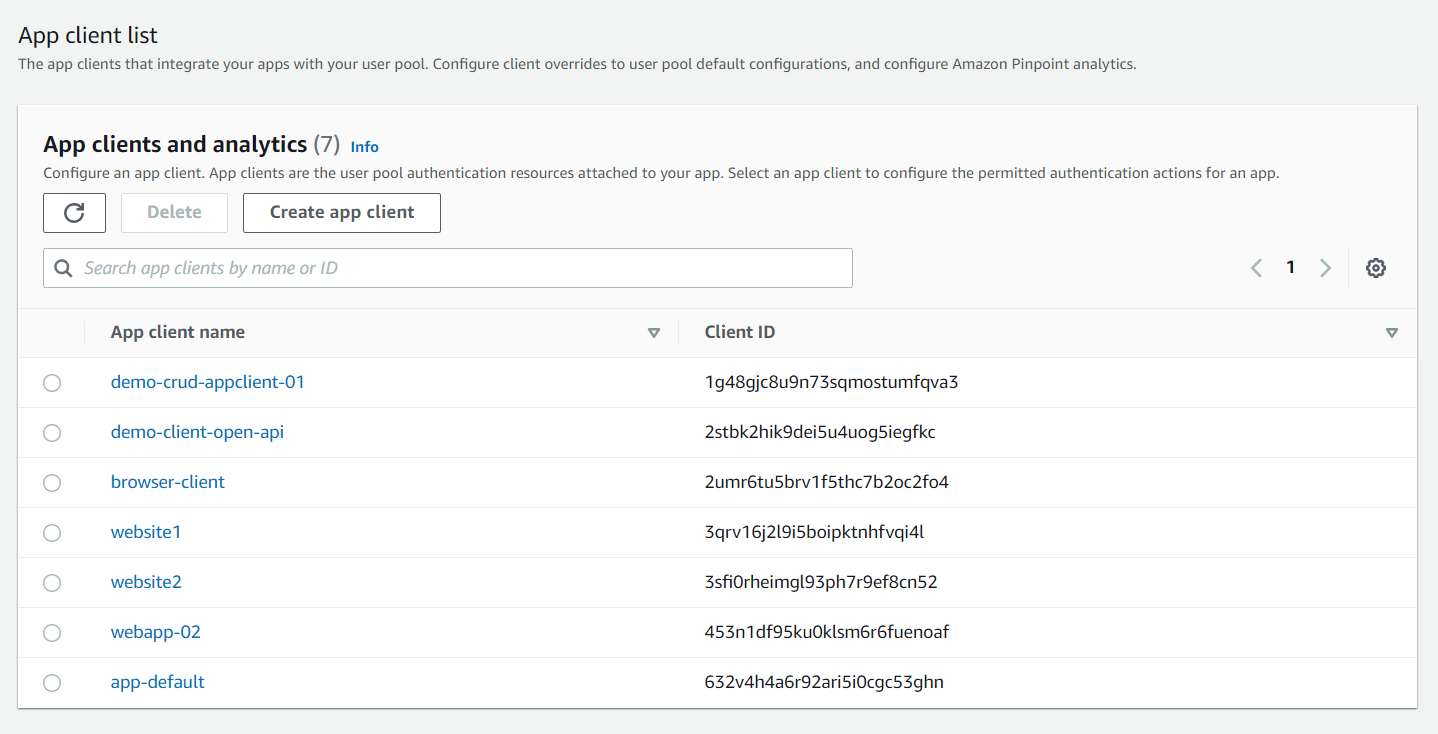 App client list
The app clients that integrate your apps with your user pool. Configure client overrides to user pool default configurations, and configure Amazon Pinpoint analytics.
App clients and analytics (7) Info
Configure an app client. App clients are the user pool authentication resources attached to your app. Select an app client to configure the permitted authentication actions for an app.
Delete Create app client
Search app clients by name or ID 1
App client name Client ID
demo-crud-appclient-01 1g48gjc8u9n73sqmostumfqva3
demo-client-open-api 2stbk2hik9dei5u4uog5iegfkc
browser-client 2umr6tu5brv1f5thc7b2oc2fo4
website1 3qrv16j2l9i5boipktnhfvqi4l
website2 3sfi0rheimgl93ph7r9ef8cn52
webapp-02 453n1df95ku0klsm6r6fuenoaf
app-default 632v4h4a6r92ari5i0cgc53ghn